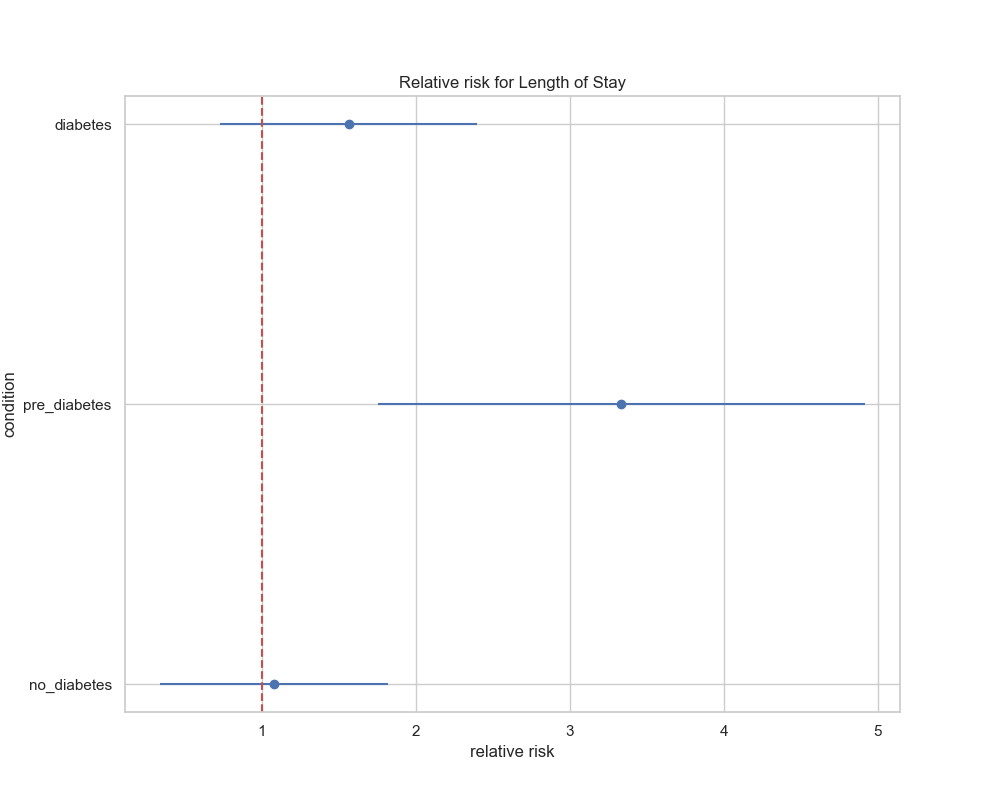 Relative risk for Length of Stay
diabetes
pre_diabetes
no_diabetes
condition
1 2 3 4 5
relative risk